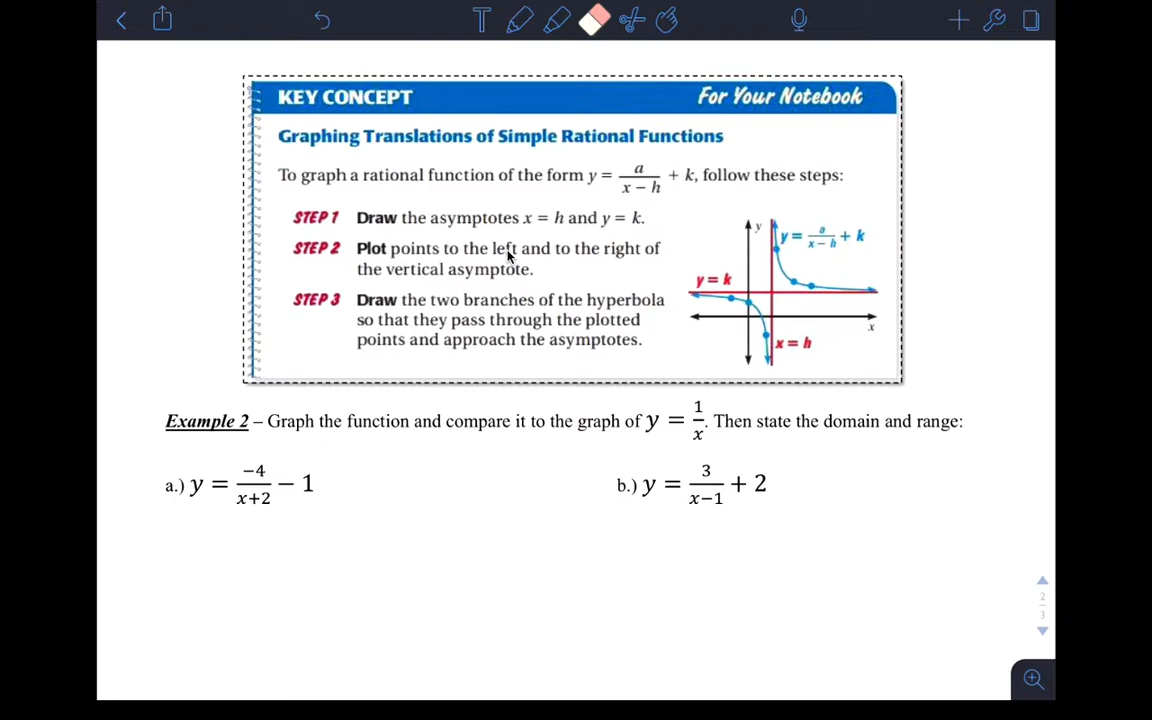 KEY CONCEPT
For Your Notebook
Graphing Translations of Simple Rational Functions
To graph a rational function of the form y = a/(x − h) + k, follow these steps:
STEP 1 Draw the asymptotes x = h and y = k.
STEP 2 Plot points to the left and to the right of
the vertical asymptote.
STEP 3 Draw the two branches of the hyperbola
so that they pass through the plotted
points and approach the asymptotes.
y
y = a/(x − h) + k
y = k
x
x = h
Example 2 – Graph the function and compare it to the graph of y = 1/x. Then state the domain and range:
a.) y = −4/(x+2) − 1
b.) y = 3/(x−1) + 2
2
3